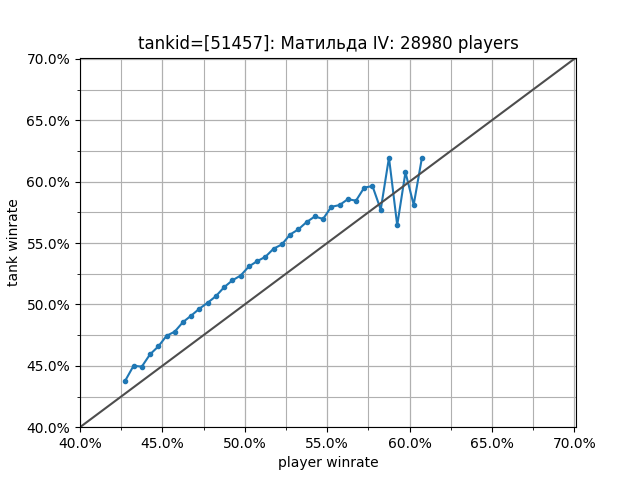 tankid=[51457]: Матильда IV: 28980 players
70.0%
65.0%
60.0%
55.0%
50.0%
45.0%
40.0%
tank winrate
40.0% 45.0% 50.0% 55.0% 60.0% 65.0% 70.0%
player winrate